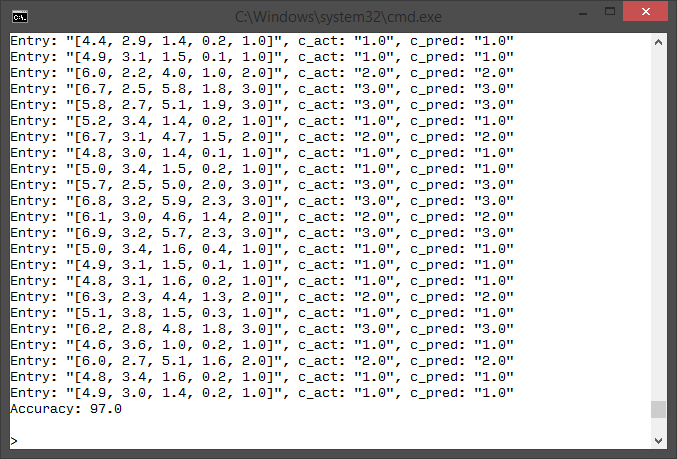 C:\Windows\system32\cmd.exe
Entry: "[4.4, 2.9, 1.4, 0.2, 1.0]", c_act: "1.0", c_pred: "1.0"
Entry: "[4.9, 3.1, 1.5, 0.1, 1.0]", c_act: "1.0", c_pred: "1.0"
Entry: "[6.0, 2.2, 4.0, 1.0, 2.0]", c_act: "2.0", c_pred: "2.0"
Entry: "[6.7, 2.5, 5.8, 1.8, 3.0]", c_act: "3.0", c_pred: "3.0"
Entry: "[5.8, 2.7, 5.1, 1.9, 3.0]", c_act: "3.0", c_pred: "3.0"
Entry: "[5.2, 3.4, 1.4, 0.2, 1.0]", c_act: "1.0", c_pred: "1.0"
Entry: "[6.7, 3.1, 4.7, 1.5, 2.0]", c_act: "2.0", c_pred: "2.0"
Entry: "[4.8, 3.0, 1.4, 0.1, 1.0]", c_act: "1.0", c_pred: "1.0"
Entry: "[5.0, 3.4, 1.5, 0.2, 1.0]", c_act: "1.0", c_pred: "1.0"
Entry: "[5.7, 2.5, 5.0, 2.0, 3.0]", c_act: "3.0", c_pred: "3.0"
Entry: "[6.8, 3.2, 5.9, 2.3, 3.0]", c_act: "3.0", c_pred: "3.0"
Entry: "[6.1, 3.0, 4.6, 1.4, 2.0]", c_act: "2.0", c_pred: "2.0"
Entry: "[6.9, 3.2, 5.7, 2.3, 3.0]", c_act: "3.0", c_pred: "3.0"
Entry: "[5.0, 3.4, 1.6, 0.4, 1.0]", c_act: "1.0", c_pred: "1.0"
Entry: "[4.9, 3.1, 1.5, 0.1, 1.0]", c_act: "1.0", c_pred: "1.0"
Entry: "[4.8, 3.1, 1.6, 0.2, 1.0]", c_act: "1.0", c_pred: "1.0"
Entry: "[6.3, 2.3, 4.4, 1.3, 2.0]", c_act: "2.0", c_pred: "2.0"
Entry: "[5.1, 3.8, 1.5, 0.3, 1.0]", c_act: "1.0", c_pred: "1.0"
Entry: "[6.2, 2.8, 4.8, 1.8, 3.0]", c_act: "3.0", c_pred: "3.0"
Entry: "[4.6, 3.6, 1.0, 0.2, 1.0]", c_act: "1.0", c_pred: "1.0"
Entry: "[6.0, 2.7, 5.1, 1.6, 2.0]", c_act: "2.0", c_pred: "2.0"
Entry: "[4.8, 3.4, 1.6, 0.2, 1.0]", c_act: "1.0", c_pred: "1.0"
Entry: "[4.9, 3.0, 1.4, 0.2, 1.0]", c_act: "1.0", c_pred: "1.0"
Accuracy: 97.0
>